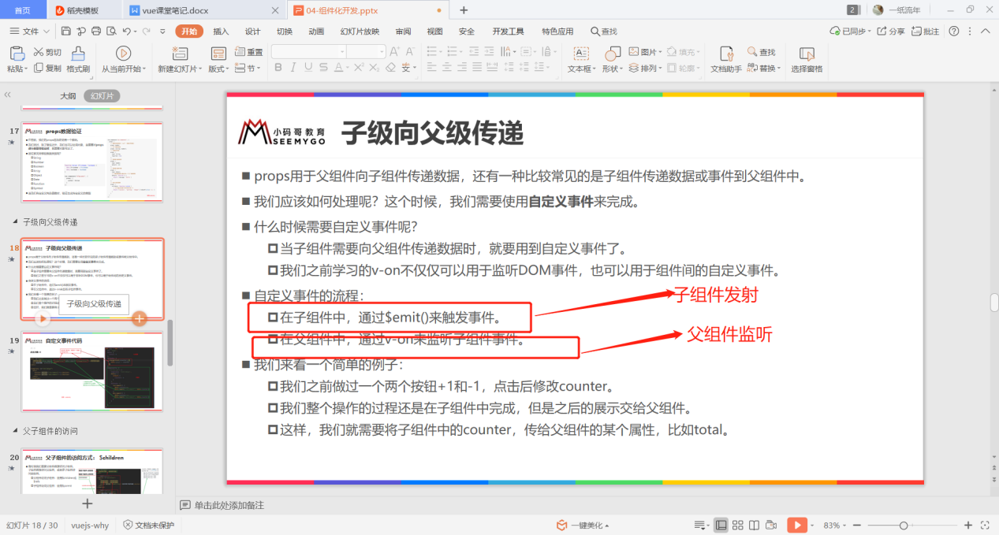 首页
稻壳模板
vue课堂笔记.docx
04-组件化开发.pptx
2
一纸流年
文件
开始
插入
设计
切换
动画
幻灯片放映
审阅
视图
安全
开发工具
特色应用
查找
已同步
分享
批注
粘贴
剪切
复制
格式刷
从当前开始
新建幻灯片
版式
重置
节
B I U S A X² X₂
文本框
形状
图片
排列
填充
轮廓
文档助手
查找
替换
选择窗格
大纲
幻灯片
17
props数据验证
子级向父级传递
18
子级向父级传递
子级向父级传递
19
自定义事件代码
父子组件的访问
20
父子组件的访问方式: $children
小码哥教育
SEEMYGO
子级向父级传递
props用于父组件向子组件传递数据，还有一种比较常见的是子组件传递数据或事件到父组件中。
我们应该如何处理呢？这个时候，我们需要使用自定义事件来完成。
什么时候需要自定义事件呢？
当子组件需要向父组件传递数据时，就要用到自定义事件了。
我们之前学习的v-on不仅仅可以用于监听DOM事件，也可以用于组件间的自定义事件。
自定义事件的流程：
在子组件中，通过$emit()来触发事件。
在父组件中，通过v-on来监听子组件事件。
子组件发射
父组件监听
我们来看一个简单的例子：
我们之前做过一个两个按钮+1和-1，点击后修改counter。
我们整个操作的过程还是在子组件中完成，但是之后的展示交给父组件。
这样，我们就需要将子组件中的counter，传给父组件的某个属性，比如total。
单击此处添加备注
幻灯片 18 / 30
vuejs-why
文档未保护
一键美化
83%